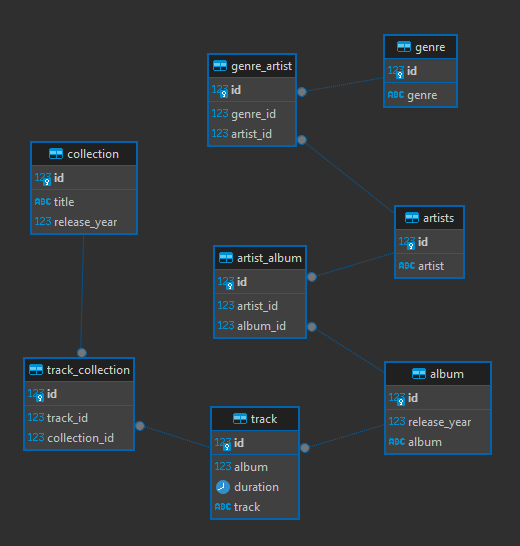 genre
123 id
ABC genre
genre_artist
123 id
123 genre_id
123 artist_id
collection
123 id
ABC title
123 release_year
artists
123 id
ABC artist
artist_album
123 id
123 artist_id
123 album_id
track_collection
123 id
123 track_id
123 collection_id
album
123 id
123 release_year
ABC album
track
123 id
123 album
duration
ABC track